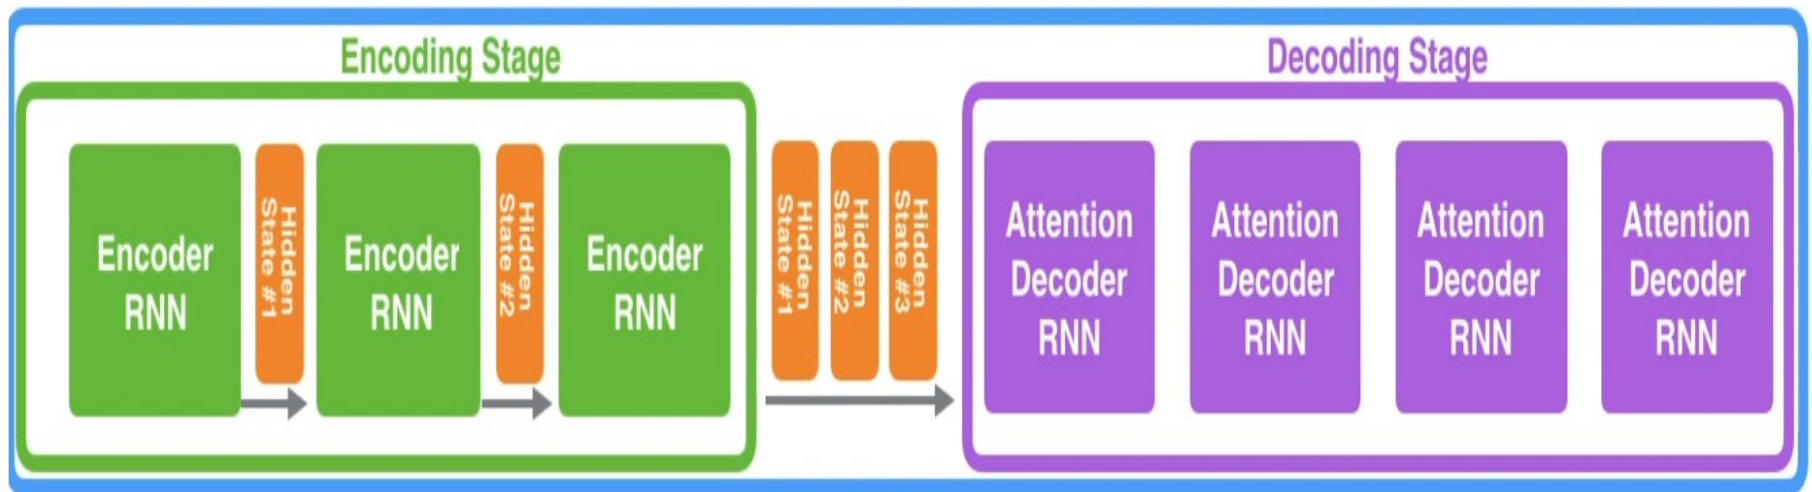 Encoding Stage
Decoding Stage
Encoder
RNN
Hidden
State #1
Encoder
RNN
Hidden
State #2
Encoder
RNN
Hidden
State #1
Hidden
State #2
Hidden
State #3
Attention
Decoder
RNN
Attention
Decoder
RNN
Attention
Decoder
RNN
Attention
Decoder
RNN